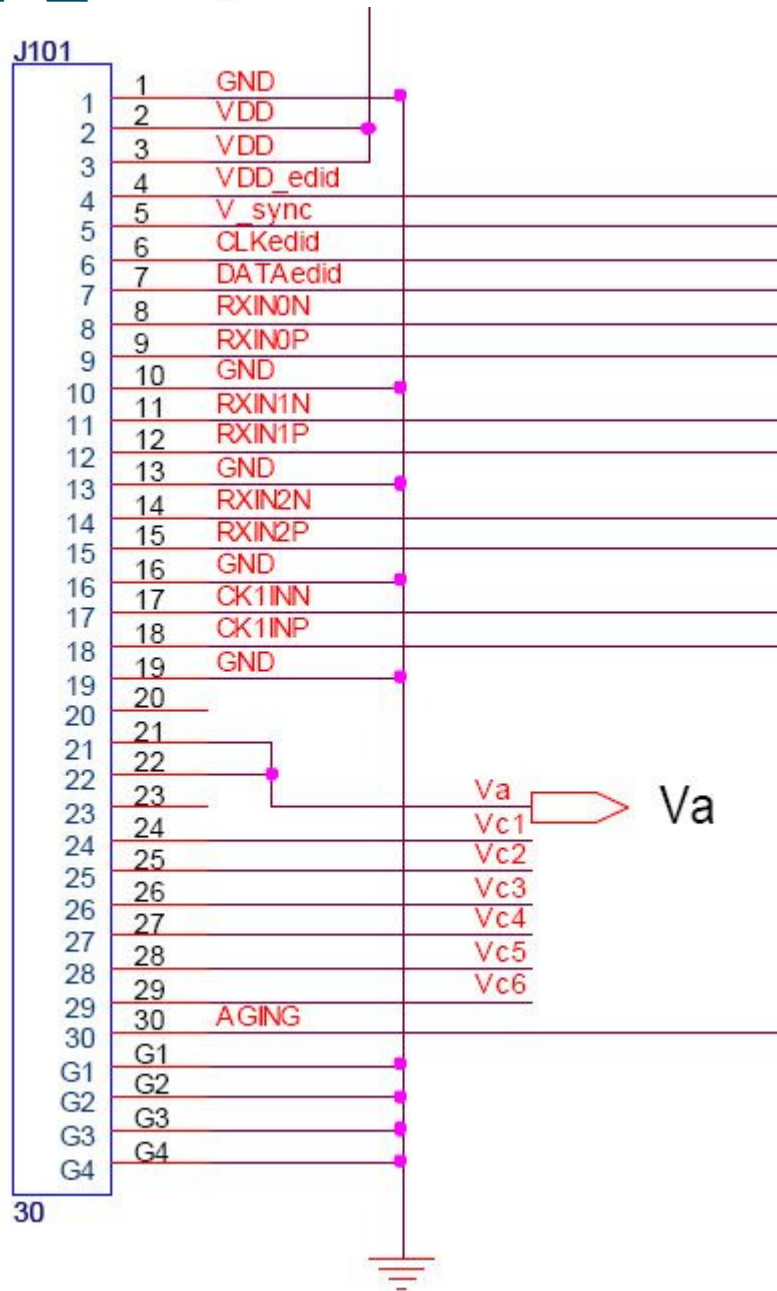 J101
1 1 GND
2 2 VDD
3 3 VDD
4 4 VDD_edid
5 5 V_sync
6 6 CLKedid
7 7 DATAedid
8 8 RXIN0N
9 9 RXIN0P
10 10 GND
11 11 RXIN1N
12 12 RXIN1P
13 13 GND
14 14 RXIN2N
15 15 RXIN2P
16 16 GND
17 17 CK1INN
18 18 CK1INP
19 19 GND
20 20
21 21
22 22
23 23 Va Va
24 24 Vc1
25 25 Vc2
26 26 Vc3
27 27 Vc4
28 28 Vc5
29 29 Vc6
30 30 AGING
G1 G1
G2 G2
G3 G3
G4 G4
30